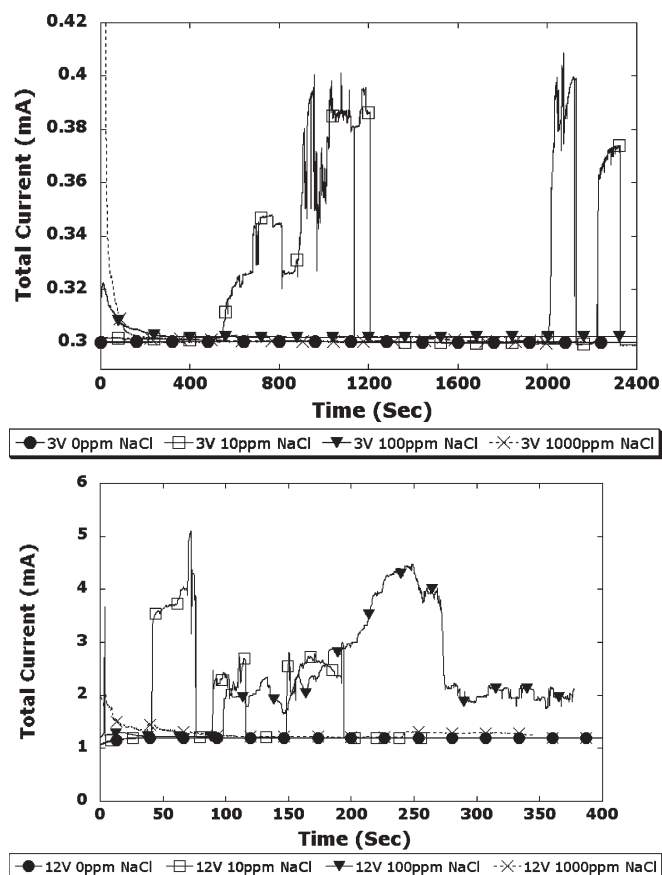 0.42
0.4
0.38
0.36
0.34
0.32
0.3
Total Current (mA)
0 400 800 1200 1600 2000 2400
Time (Sec)
3V 0ppm NaCl 3V 10ppm NaCl 3V 100ppm NaCl 3V 1000ppm NaCl
6
5
4
3
2
1
0
Total Current (mA)
0 50 100 150 200 250 300 350 400
Time (Sec)
12V 0ppm NaCl 12V 10ppm NaCl 12V 100ppm NaCl 12V 1000ppm NaCl